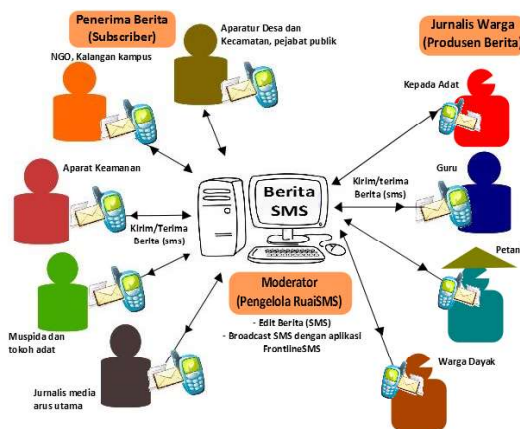 Penerima Berita
(Subscriber)
NGO, Kalangan kampus
Aparatur Desa dan
Kecamatan, pejabat publik
Jurnalis Warga
(Produsen Berita)
Kepada Adat
Aparat Keamanan
Kirim/Terima
Berita (sms)
Berita
SMS
Kirim/terima
Berita (sms)
Guru
Petani
Moderator
(Pengelola RuaiSMS)
- Edit Berita (SMS)
- Broadcast SMS dengan aplikasi
FrontlineSMS
Muspida dan
tokoh adat
Jurnalis media
arus utama
Warga Dayak